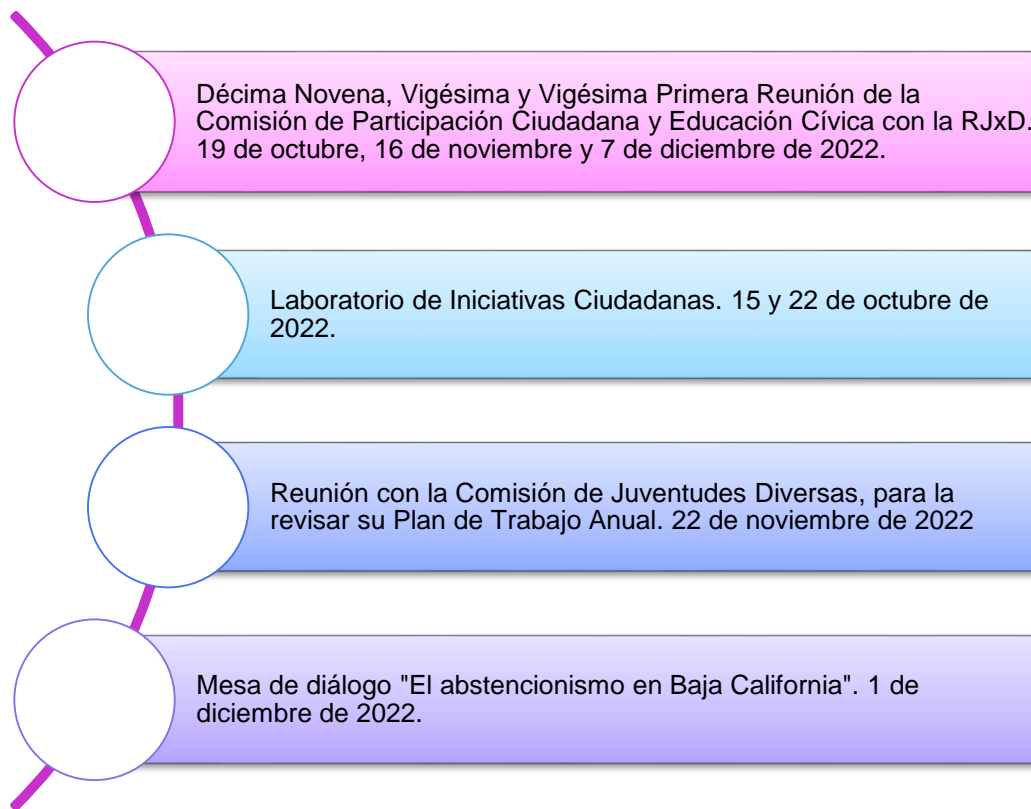 Décima Novena, Vigésima y Vigésima Primera Reunión de la
Comisión de Participación Ciudadana y Educación Cívica con la RJxD.
19 de octubre, 16 de noviembre y 7 de diciembre de 2022.
Laboratorio de Iniciativas Ciudadanas. 15 y 22 de octubre de
2022.
Reunión con la Comisión de Juventudes Diversas, para la
revisar su Plan de Trabajo Anual. 22 de noviembre de 2022
Mesa de diálogo "El abstencionismo en Baja California". 1 de
diciembre de 2022.